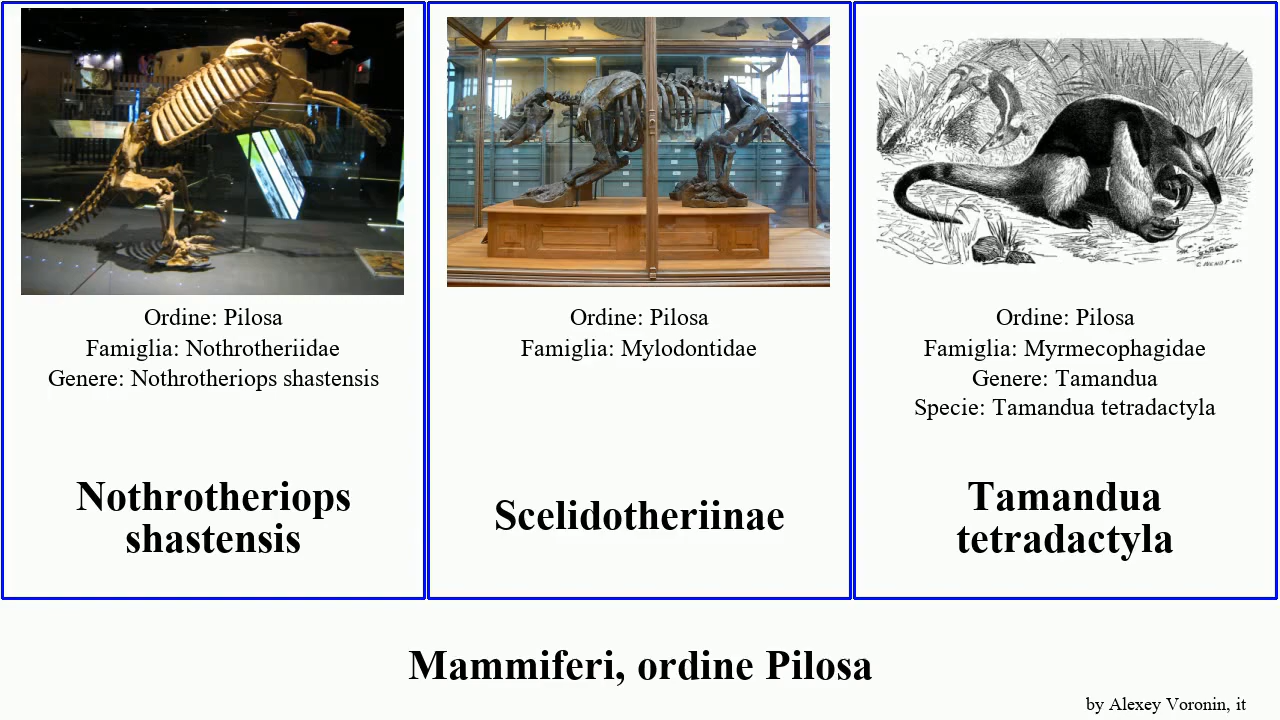 Ordine: Pilosa
Famiglia: Nothrotheriidae
Genere: Nothrotheriops shastensis
Nothrotheriops
shastensis
Ordine: Pilosa
Famiglia: Mylodontidae
Scelidotheriinae
Ordine: Pilosa
Famiglia: Myrmecophagidae
Genere: Tamandua
Specie: Tamandua tetradactyla
Tamandua
tetradactyla
Mammiferi, ordine Pilosa
by Alexey Voronin, it